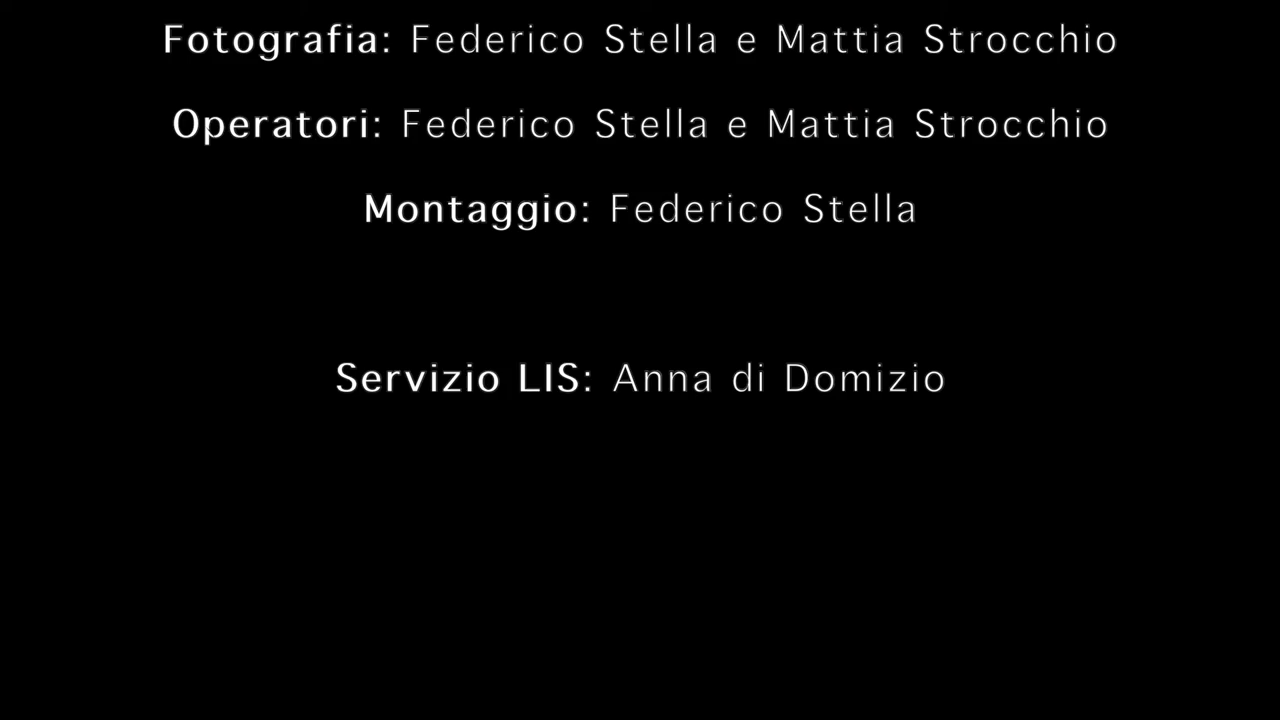 Fotografia: Federico Stella e Mattia Strocchio
Operatori: Federico Stella e Mattia Strocchio
Montaggio: Federico Stella
Servizio LIS: Anna di Domizio